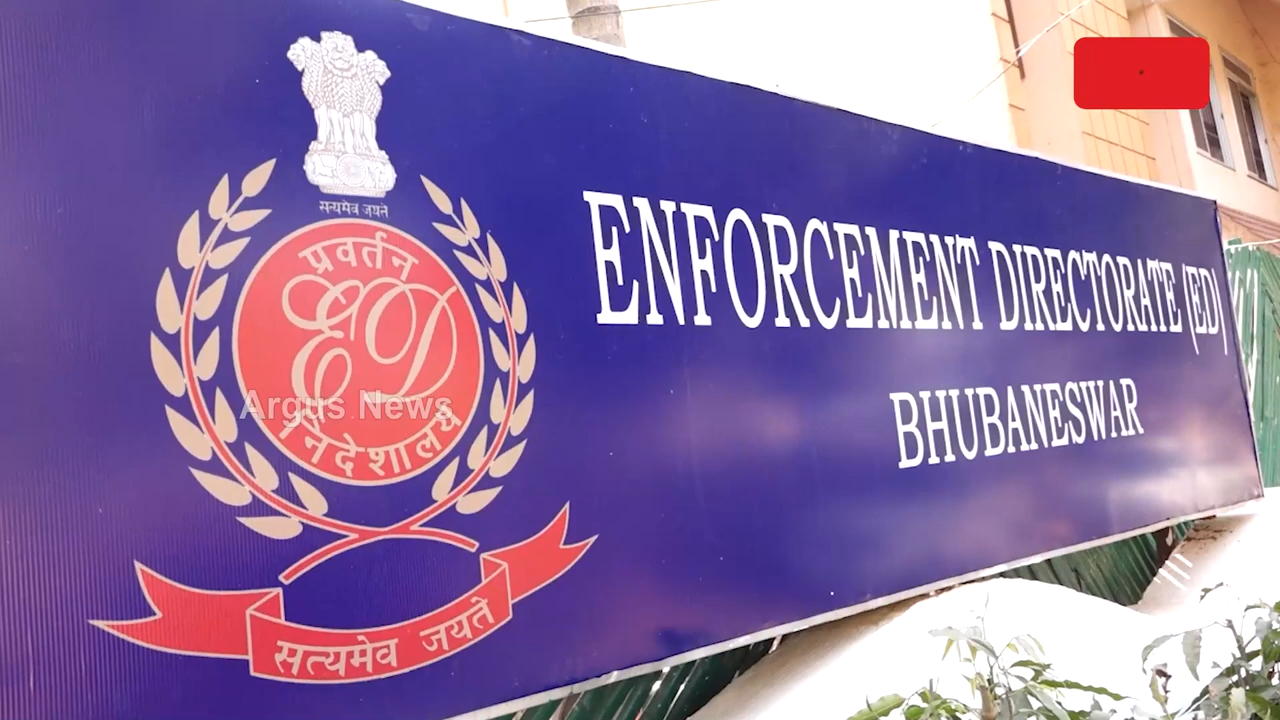 सत्यमेव जयते
प्रवर्तन
ED
निदेशालय
सत्यमेव जयते
ENFORCEMENT DIRECTORATE (ED)
BHUBANESWAR
Argus News